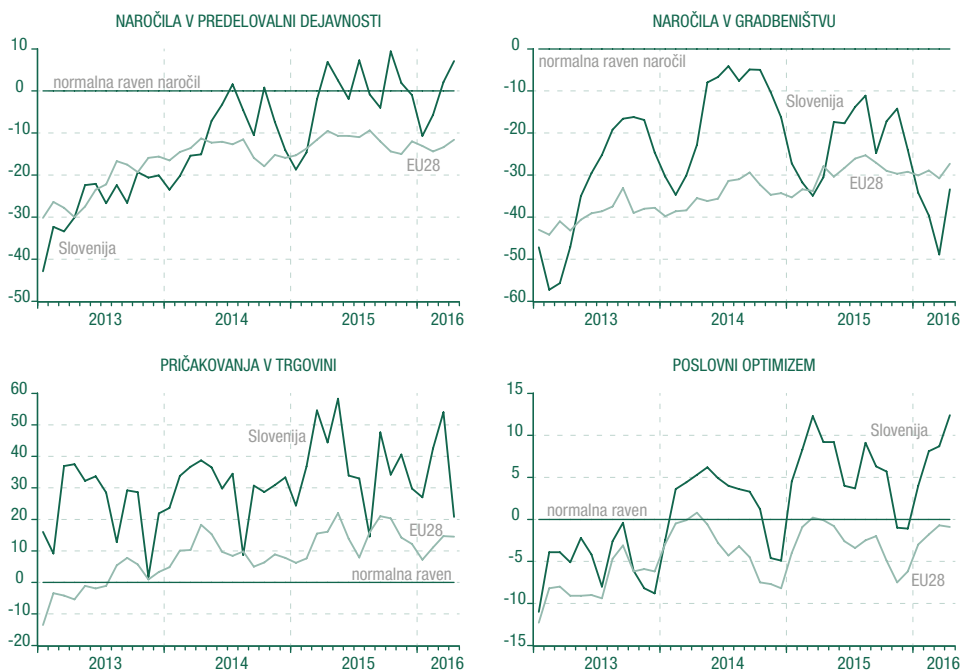 NAROČILA V PREDELOVALNI DEJAVNOSTI
10
0
-10
-20
-30
-40
-50
normalna raven naročil
EU28
Slovenija
2013
2014
2015
2016
NAROČILA V GRADBENIŠTVU
0
-10
-20
-30
-40
-50
-60
normalna raven naročil
Slovenija
EU28
2013
2014
2015
2016
PRIČAKOVANJA V TRGOVINI
60
50
40
30
20
10
0
-10
-20
Slovenija
EU28
normalna raven
2013
2014
2015
2016
POSLOVNI OPTIMIZEM
15
10
5
0
-5
-10
-15
Slovenija
normalna raven
EU28
2013
2014
2015
2016